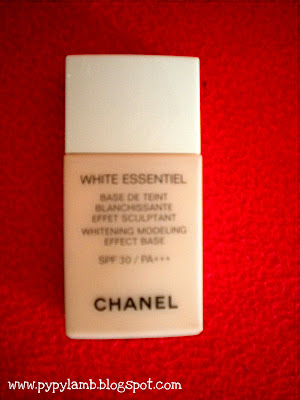 WHITE ESSENTIEL
BASE DE TEINT
BLANCHISSANTE
EFFET SCULPTANT
WHITENING MODELING
EFFECT BASE
SPF 30 / PA+++
CHANEL
www.pypylamb.blogspot.com